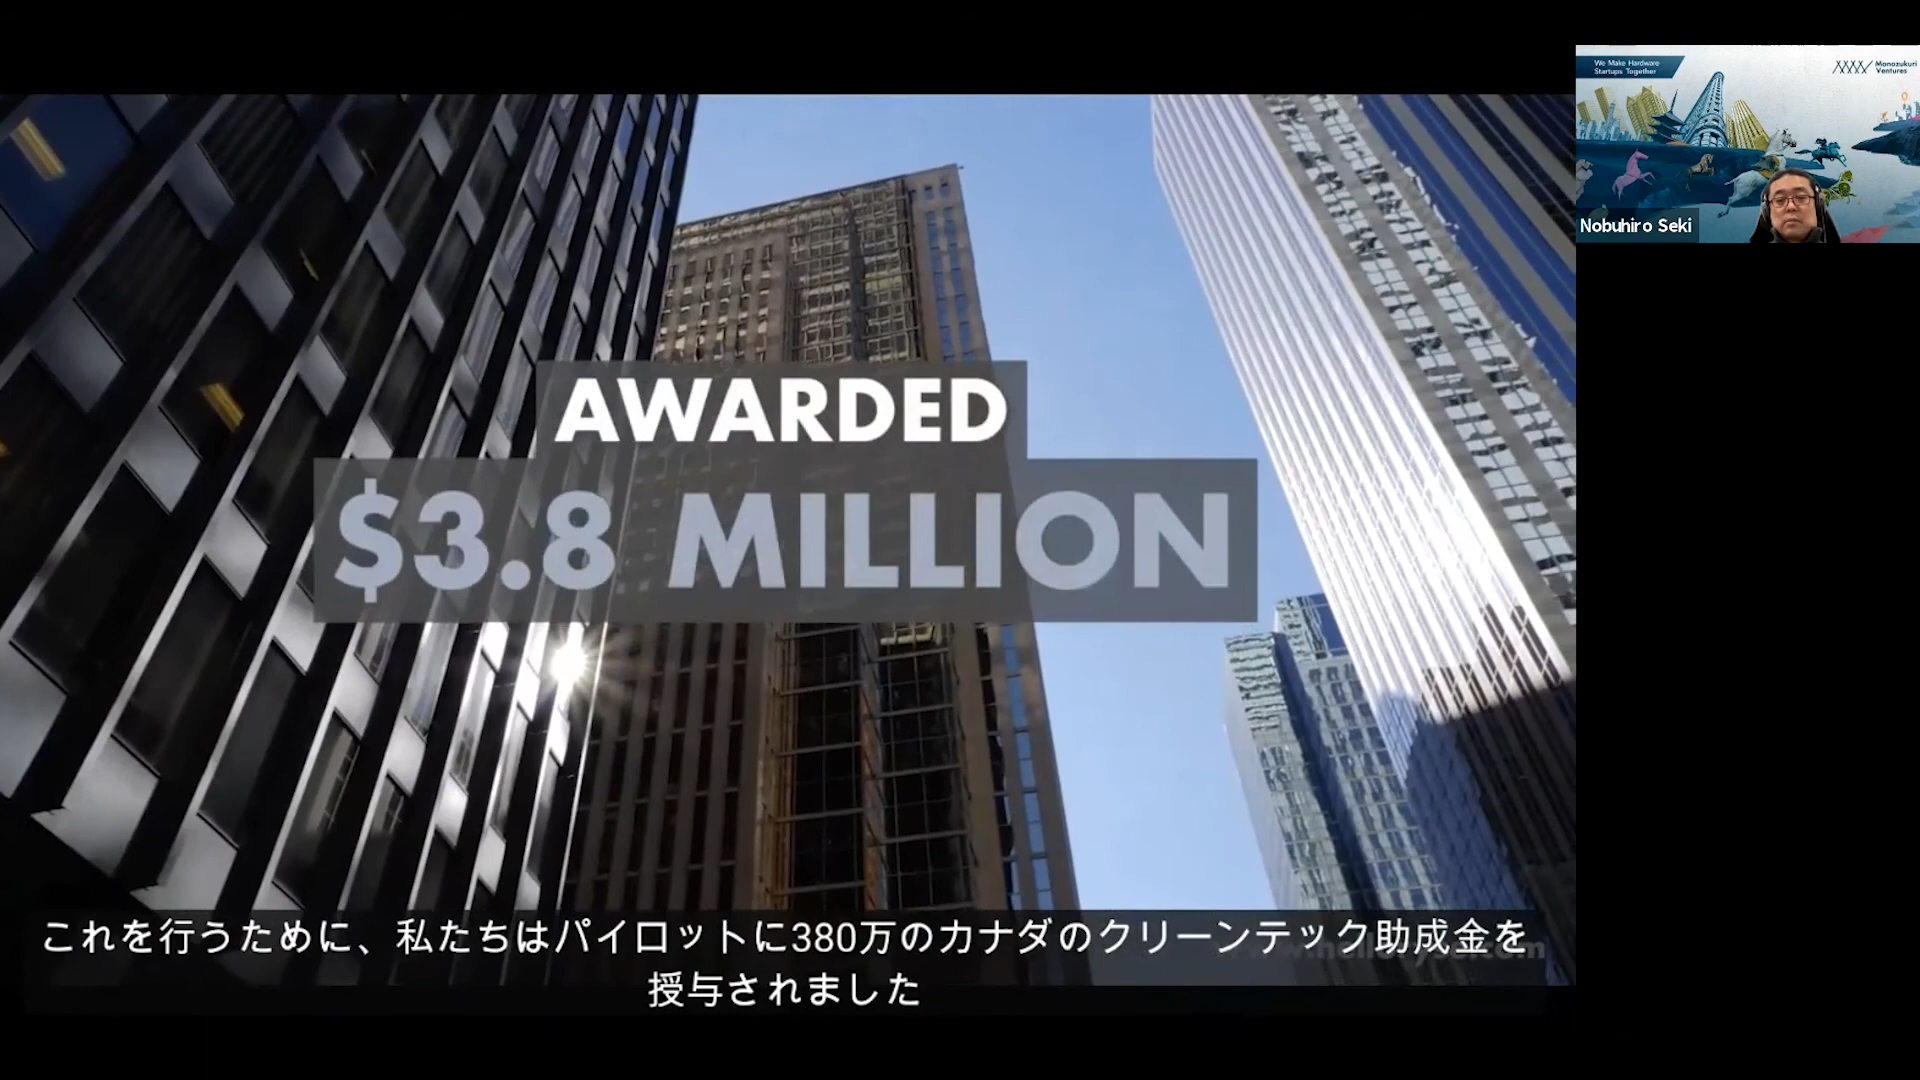 We Make Hardware
Startups Together
Monozukuri
Ventures
Nobuhiro Seki
AWARDED
$3.8 MILLION
これを行うために、私たちはパイロットに380万のカナダのクリーンテック助成金を
授与されました